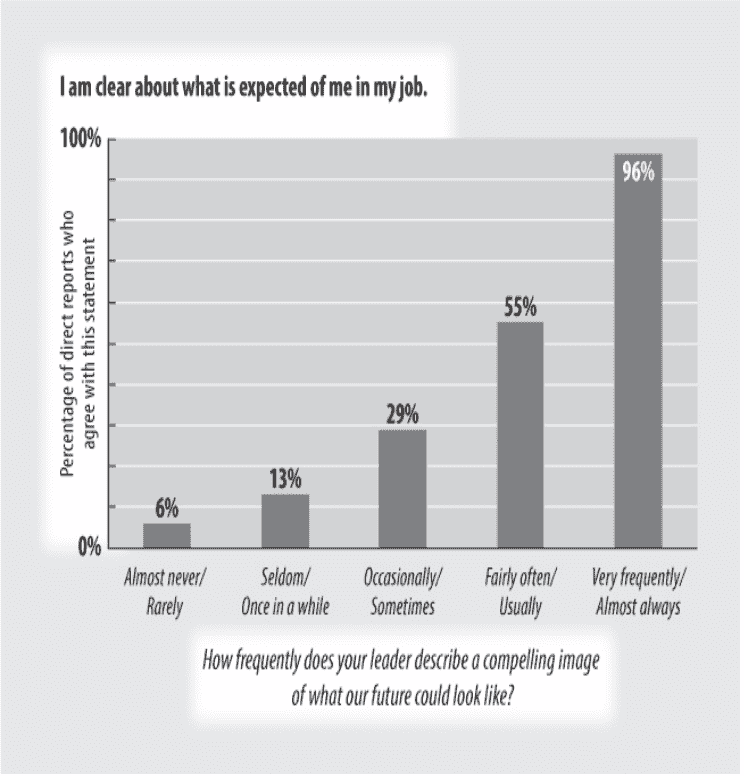 I am clear about what is expected of me in my job.
100%
Percentage of direct reports who
agree with this statement
0%
6%
13%
29%
55%
96%
Almost never/
Rarely
Seldom/
Once in a while
Occasionally/
Sometimes
Fairly often/
Usually
Very frequently/
Almost always
How frequently does your leader describe a compelling image
of what our future could look like?